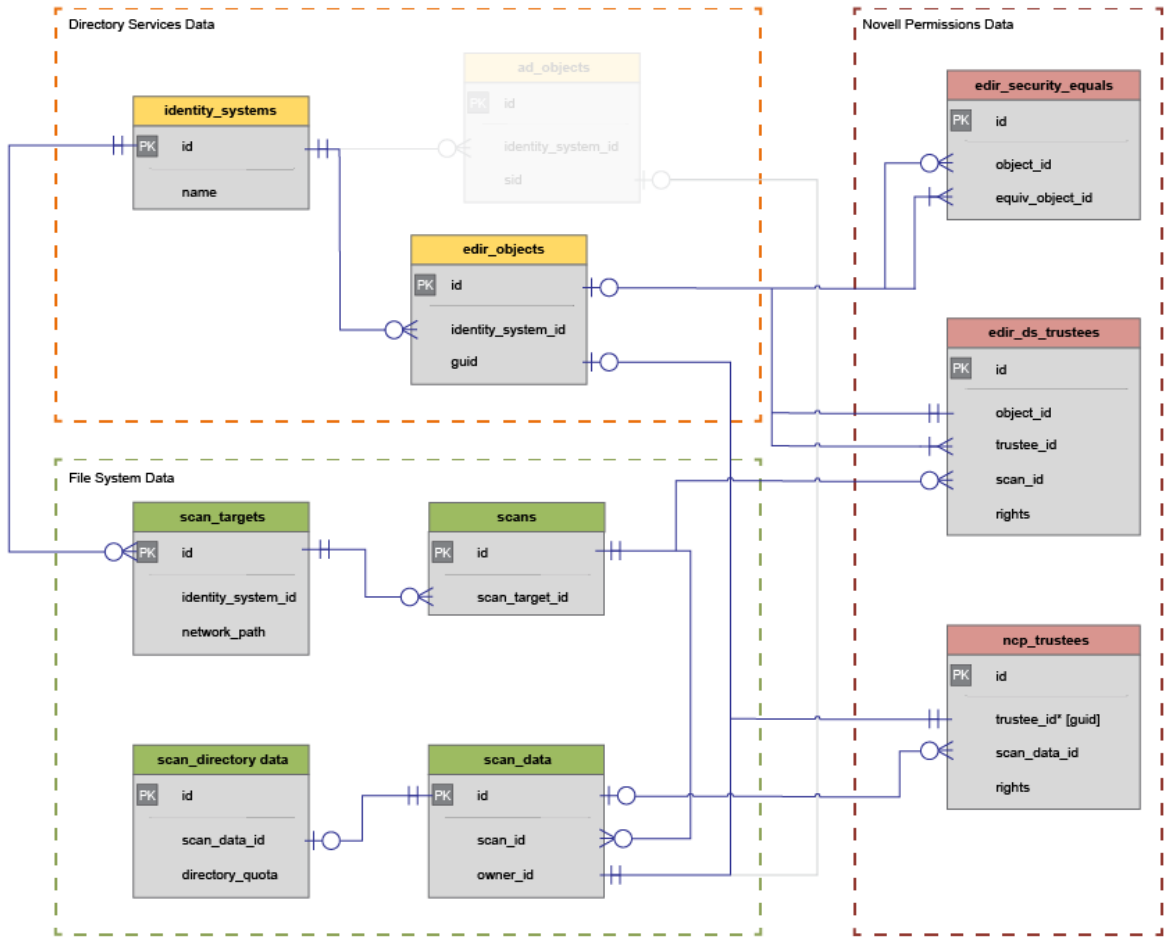 Directory Services Data
ad_objects
PK id
identity_system_id
sid
identity_systems
PK id
name
edir_objects
PK id
identity_system_id
guid
File System Data
scan_targets
PK id
identity_system_id
network_path
scans
PK id
scan_target_id
scan_directory data
PK id
scan_data_id
directory_quota
scan_data
PK id
scan_id
owner_id
Novell Permissions Data
edir_security_equals
PK id
object_id
equiv_object_id
edir_ds_trustees
PK id
object_id
trustee_id
scan_id
rights
ncp_trustees
PK id
trustee_id* [guid]
scan_data_id
rights